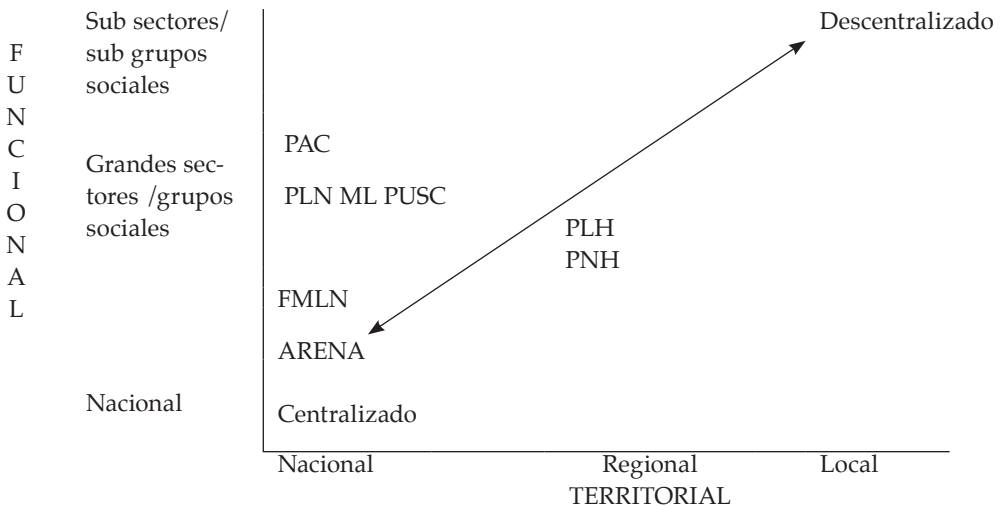 FUNCIONAL
Sub sectores/
sub grupos
sociales
Grandes sec-
tores /grupos
sociales
Nacional
Descentralizado
PAC
PLN ML PUSC
PLH
PNH
FMLN
ARENA
Centralizado
Nacional
Regional
Local
TERRITORIAL